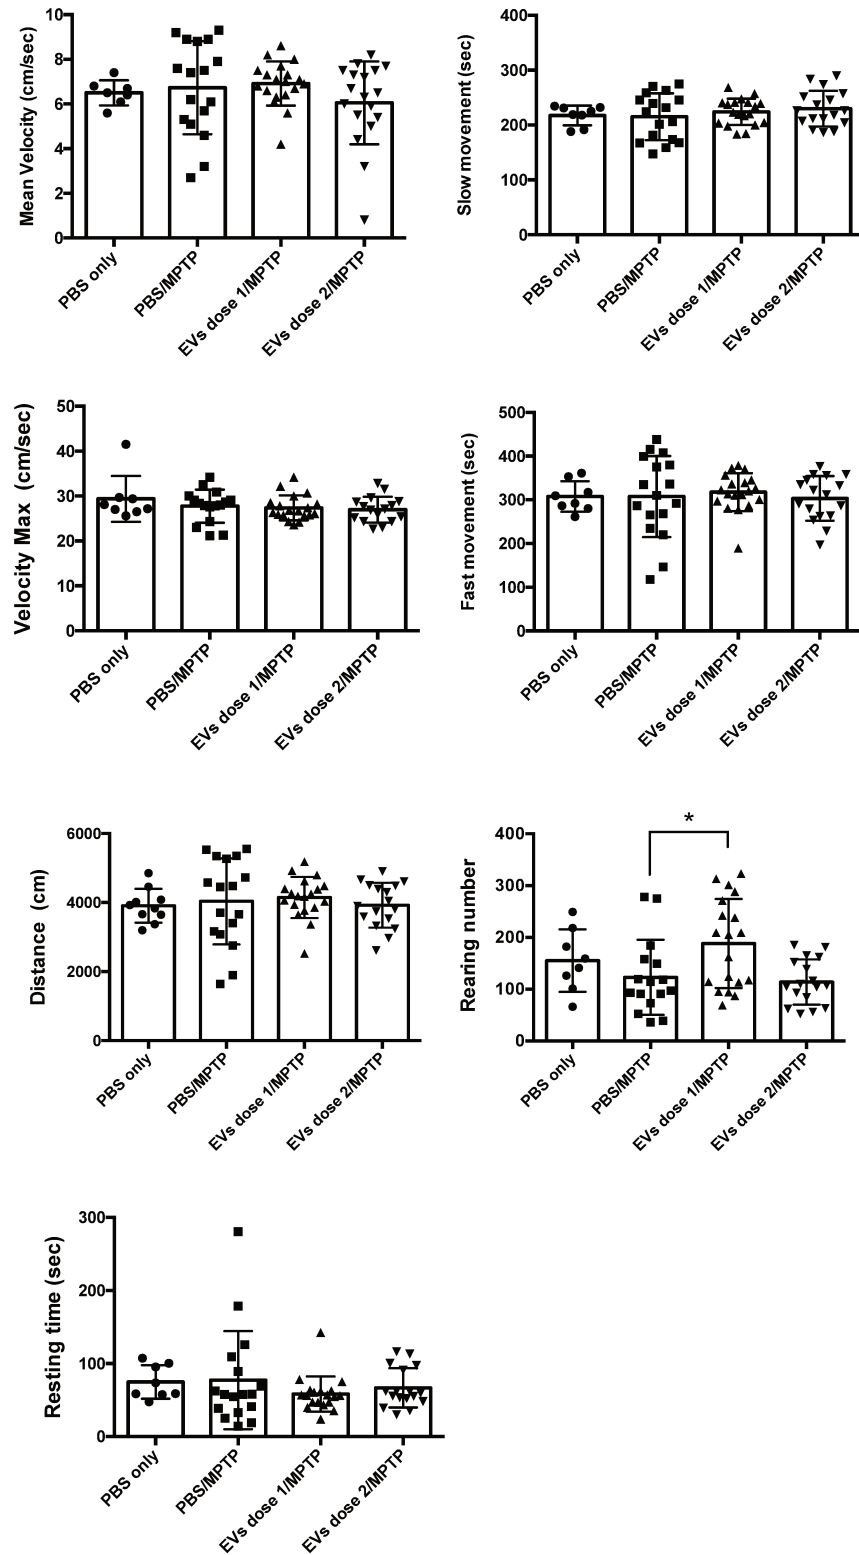 Mean Velocity (cm/sec)
10
8
6
4
2
0
PBS only
PBS/MPTP
EVs dose 1/MPTP
EVs dose 2/MPTP
Slow movement (sec)
400
300
200
100
0
PBS only
PBS/MPTP
EVs dose 1/MPTP
EVs dose 2/MPTP
Velocity Max (cm/sec)
50
40
30
20
10
0
PBS only
PBS/MPTP
EVs dose 1/MPTP
EVs dose 2/MPTP
Fast movement (sec)
500
400
300
200
100
0
PBS only
PBS/MPTP
EVs dose 1/MPTP
EVs dose 2/MPTP
Distance (cm)
6000
4000
2000
0
PBS only
PBS/MPTP
EVs dose 1/MPTP
EVs dose 2/MPTP
Rearing number
400
300
200
100
0
*
PBS only
PBS/MPTP
EVs dose 1/MPTP
EVs dose 2/MPTP
Resting time (sec)
300
200
100
0
PBS only
PBS/MPTP
EVs dose 1/MPTP
EVs dose 2/MPTP